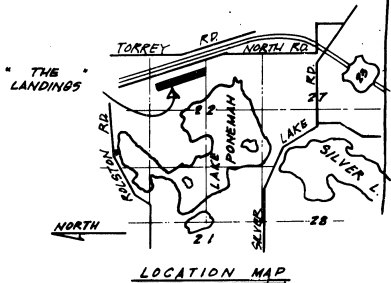 TORREY RD.
NORTH RD.
" THE "
LANDINGS
RD.
23
27
22
LAKE
PONEMAH
LAKE
SILVER L.
ROLSTON RD.
NORTH
21
SILVER
28
LOCATION MAP